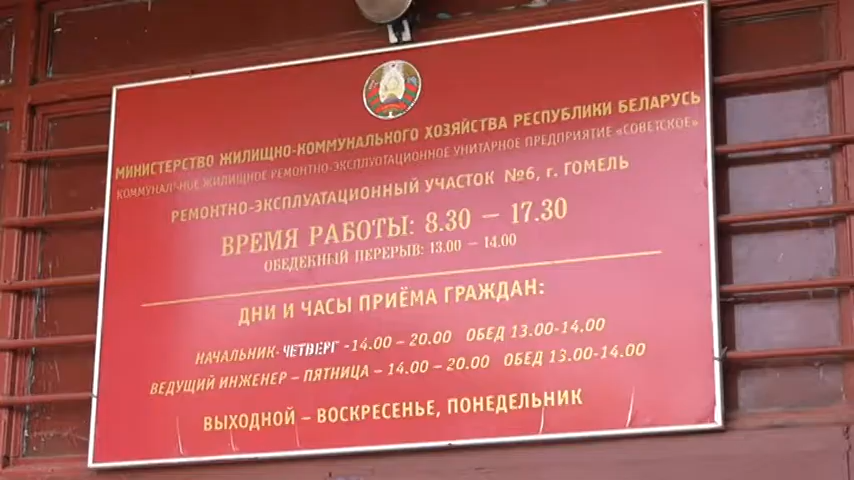 МИНИСТЕРСТВО ЖИЛИЩНО-КОММУНАЛЬНОГО ХОЗЯЙСТВА РЕСПУБЛИКИ БЕЛАРУСЬ
КОММУНАЛЬНОЕ ЖИЛИЩНОЕ РЕМОНТНО-ЭКСПЛУАТАЦИОННОЕ УНИТАРНОЕ ПРЕДПРИЯТИЕ «СОВЕТСКОЕ»
РЕМОНТНО-ЭКСПЛУАТАЦИОННЫЙ УЧАСТОК №6, г. ГОМЕЛЬ
ВРЕМЯ РАБОТЫ: 8.30 – 17.30
ОБЕДЕННЫЙ ПЕРЕРЫВ: 13.00 – 14.00
ДНИ И ЧАСЫ ПРИЁМА ГРАЖДАН:
НАЧАЛЬНИК-ЧЕТВЕРГ -14.00 – 20.00 ОБЕД 13.00-14.00
ВЕДУЩИЙ ИНЖЕНЕР – ПЯТНИЦА – 14.00 – 20.00 ОБЕД 13.00-14.00
ВЫХОДНОЙ – ВОСКРЕСЕНЬЕ, ПОНЕДЕЛЬНИК